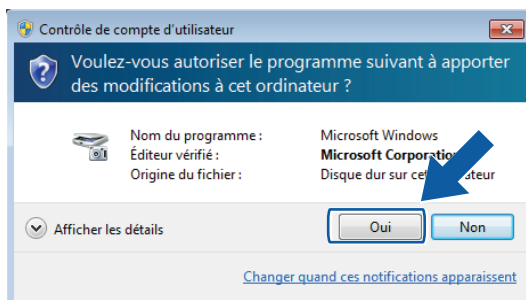 Contrôle de compte d'utilisateur
Voulez-vous autoriser le programme suivant à apporter
des modifications à cet ordinateur ?
Nom du programme : Microsoft Windows
Éditeur vérifié : Microsoft Corporation
Origine du fichier : Disque dur sur cet ordinateur
Afficher les détails
Oui Non
Changer quand ces notifications apparaissent